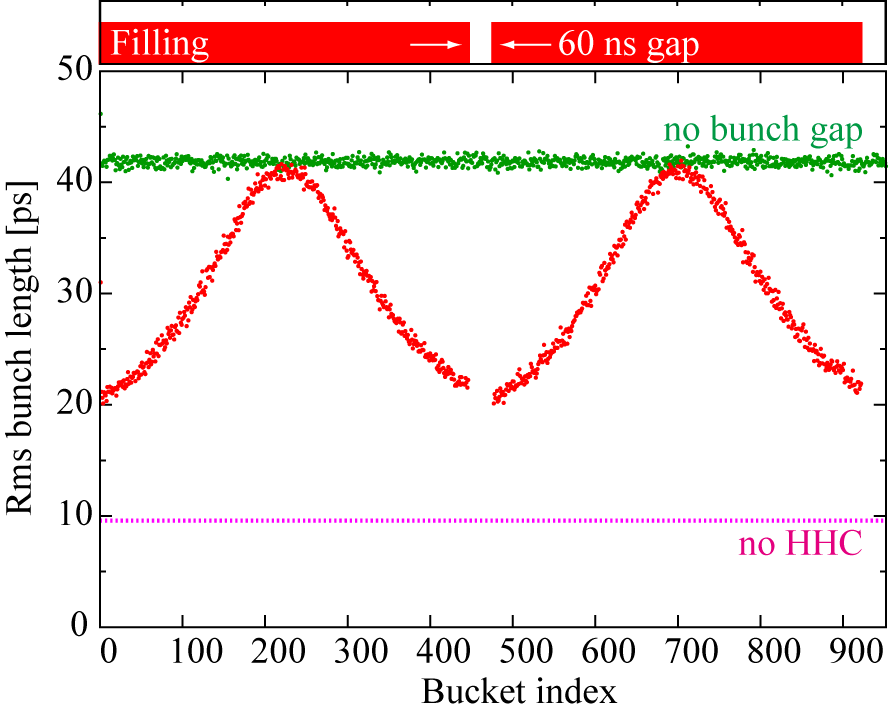 Filling
60 ns gap
50
40
30
20
10
0
no bunch gap
no HHC
Rms bunch length [ps]
0 100 200 300 400 500 600 700 800 900
Bucket index